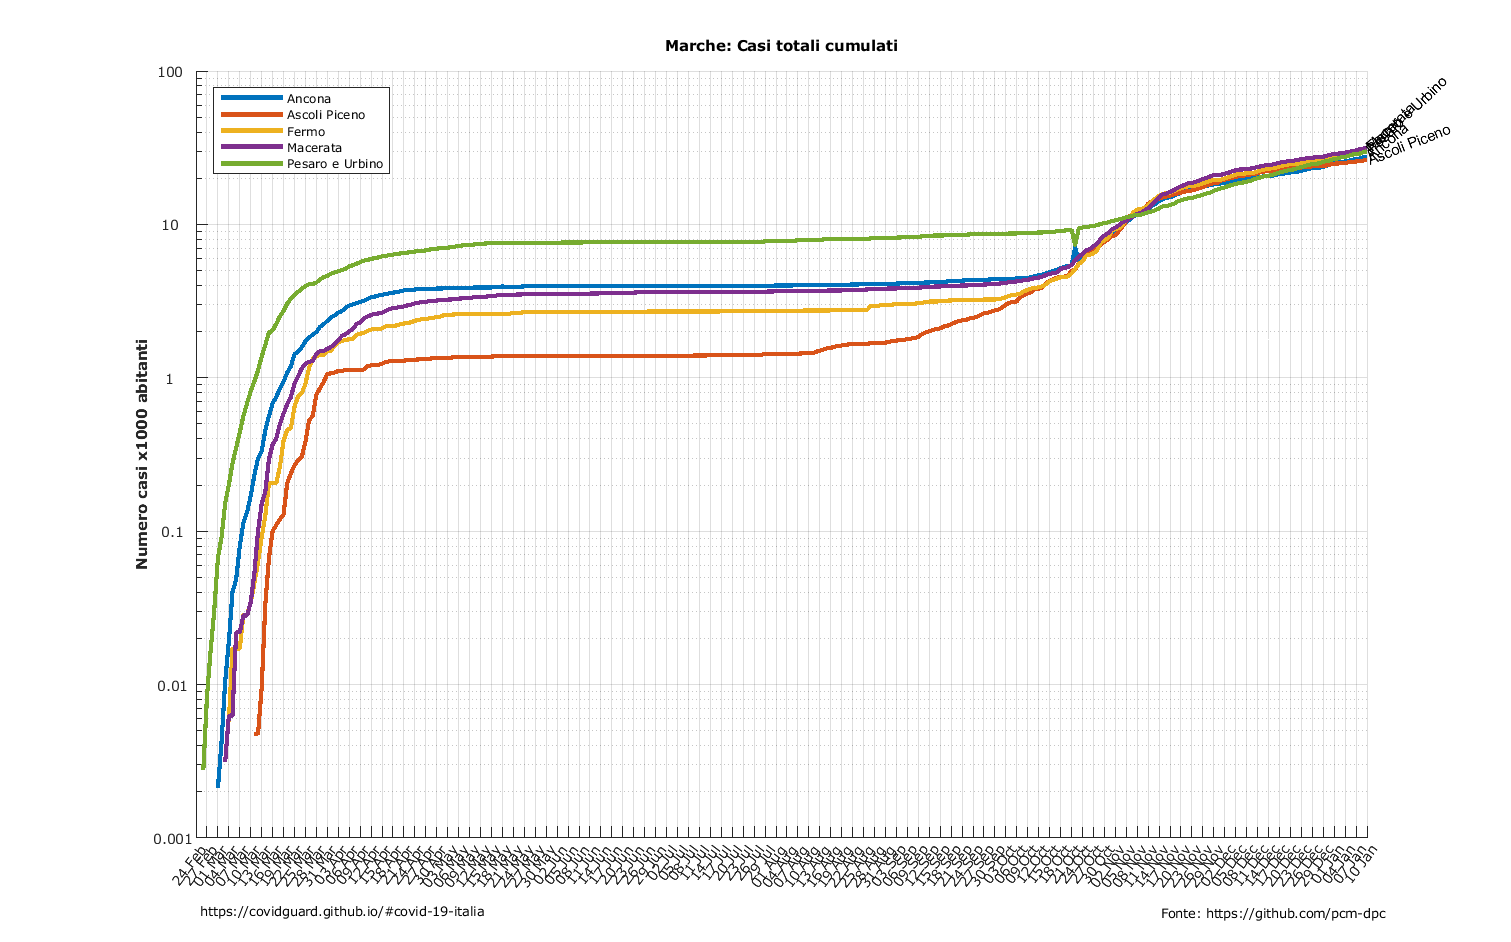 Marche: Casi totali cumulati
Numero casi x1000 abitanti
100
10
1
0.1
0.01
0.001
Ancona
Ascoli Piceno
Fermo
Macerata
Pesaro e Urbino
Pesaro e Urbino
Macerata
Ancona
Ascoli Piceno
24 Feb
27 Feb
01 Mar
04 Mar
07 Mar
10 Mar
13 Mar
16 Mar
19 Mar
22 Mar
25 Mar
28 Mar
31 Mar
03 Apr
06 Apr
09 Apr
12 Apr
15 Apr
18 Apr
21 Apr
24 Apr
27 Apr
30 Apr
03 May
06 May
09 May
12 May
15 May
18 May
21 May
24 May
27 May
30 May
02 Jun
05 Jun
08 Jun
11 Jun
14 Jun
17 Jun
20 Jun
23 Jun
26 Jun
29 Jun
02 Jul
05 Jul
08 Jul
11 Jul
14 Jul
17 Jul
20 Jul
23 Jul
26 Jul
29 Jul
01 Aug
04 Aug
07 Aug
10 Aug
13 Aug
16 Aug
19 Aug
22 Aug
25 Aug
28 Aug
31 Aug
03 Sep
06 Sep
09 Sep
12 Sep
15 Sep
18 Sep
21 Sep
24 Sep
27 Sep
30 Sep
03 Oct
06 Oct
09 Oct
12 Oct
15 Oct
18 Oct
21 Oct
24 Oct
27 Oct
30 Oct
02 Nov
05 Nov
08 Nov
11 Nov
14 Nov
17 Nov
20 Nov
23 Nov
26 Nov
29 Nov
02 Dec
05 Dec
08 Dec
11 Dec
14 Dec
17 Dec
20 Dec
23 Dec
26 Dec
29 Dec
01 Jan
04 Jan
07 Jan
10 Jan
https://covidguard.github.io/#covid-19-italia
Fonte: https://github.com/pcm-dpc